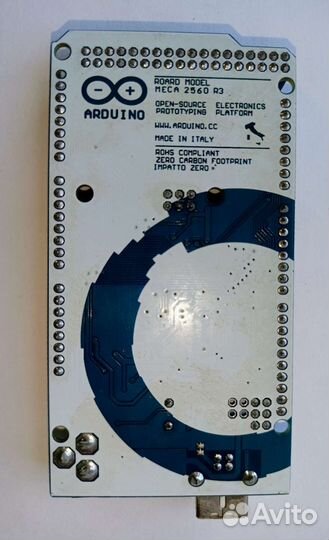 ARDUINO
BOARD MODEL
MEGA 2560 R3
OPEN-SOURCE ELECTRONICS
PROTOTYPING PLATFORM
WWW.ARDUINO.CC
MADE IN ITALY
ROHS COMPLIANT
ZERO CARBON FOOTPRINT
IMPATTO ZERO
Avito